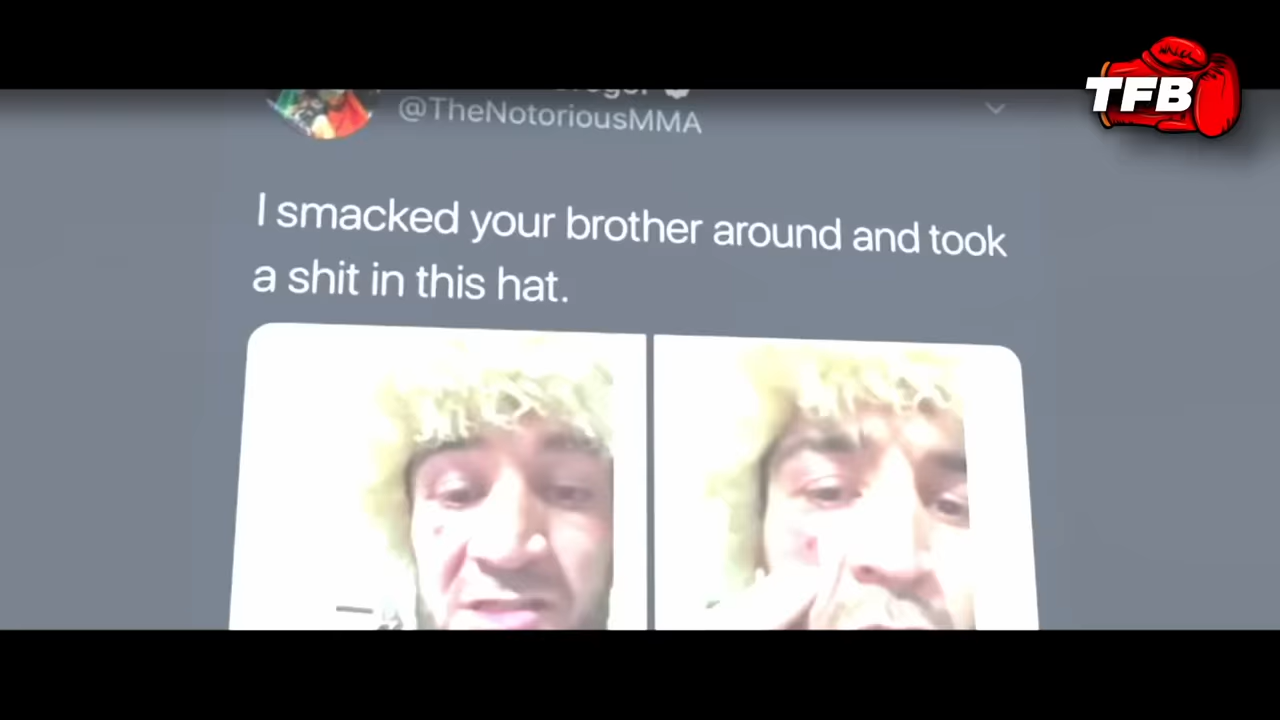 @TheNotoriousMMA
TFB
I smacked your brother around and took
a shit in this hat.